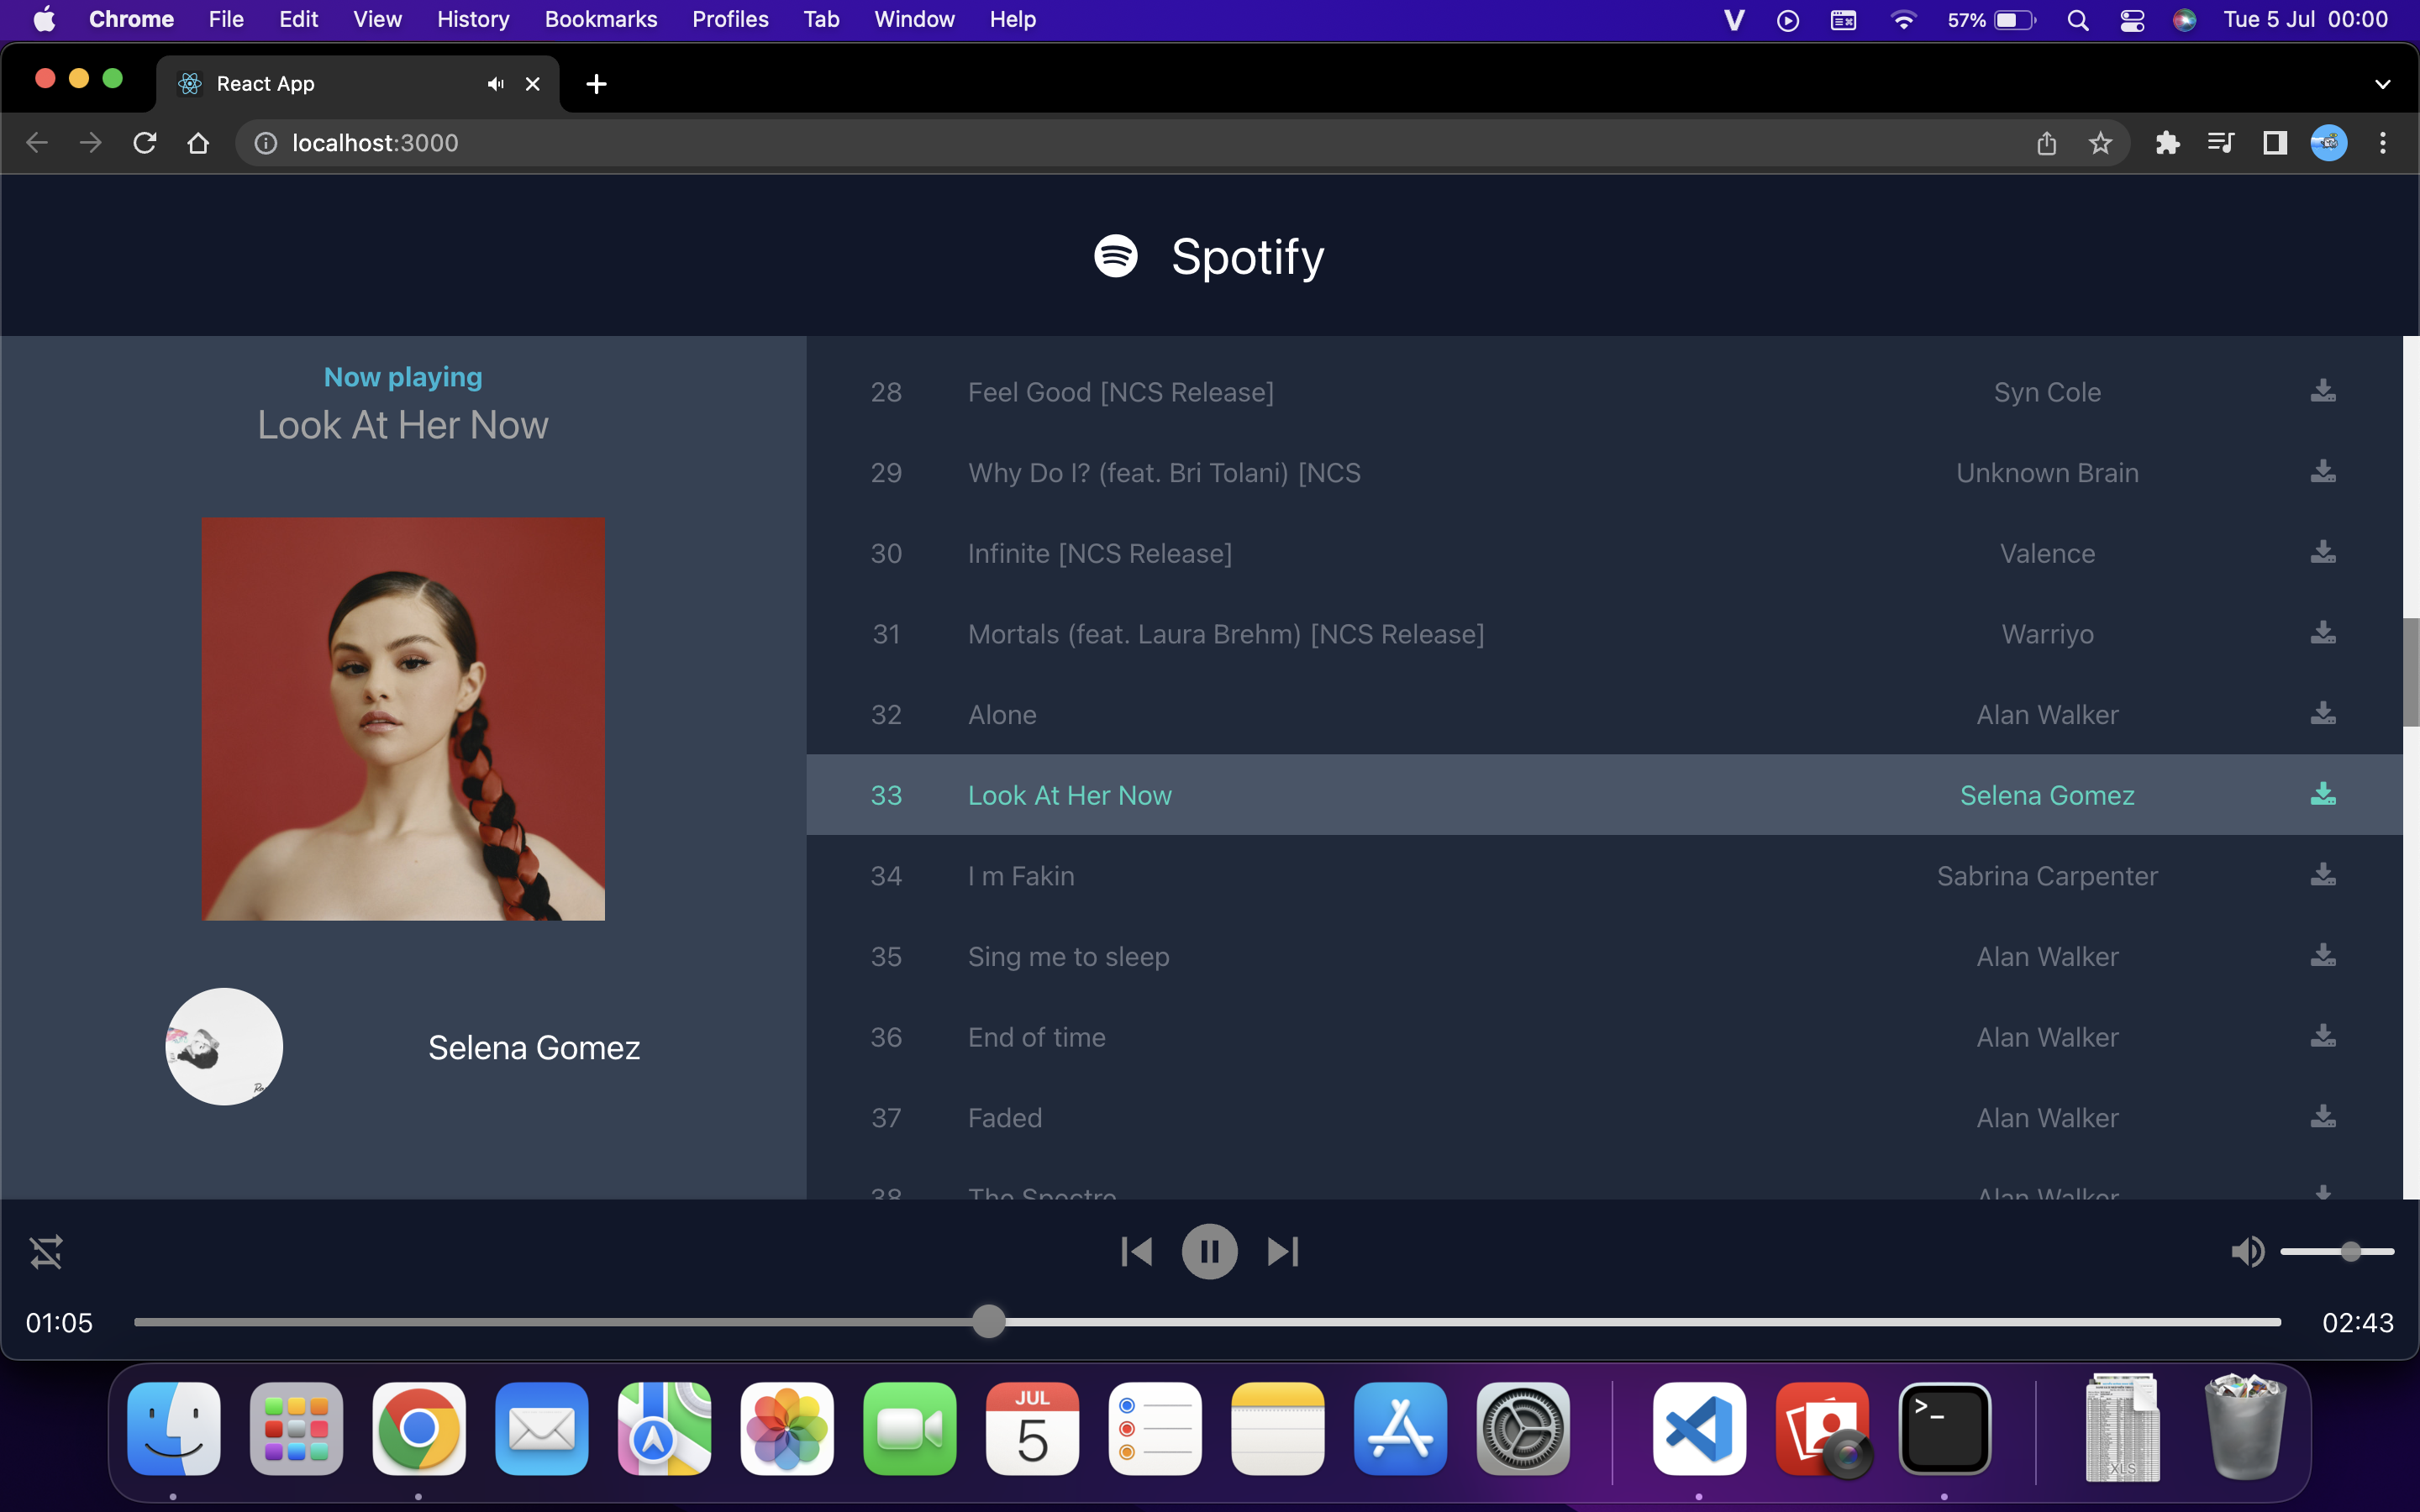 Chrome File Edit View History Bookmarks Profiles Tab Window Help 57% Tue 5 Jul 00:00
React App
localhost:3000
Spotify
Now playing
Look At Her Now
Selena Gomez
28 Feel Good [NCS Release] Syn Cole
29 Why Do I? (feat. Bri Tolani) [NCS Unknown Brain
30 Infinite [NCS Release] Valence
31 Mortals (feat. Laura Brehm) [NCS Release] Warriyo
32 Alone Alan Walker
33 Look At Her Now Selena Gomez
34 I m Fakin Sabrina Carpenter
35 Sing me to sleep Alan Walker
36 End of time Alan Walker
37 Faded Alan Walker
38 The Spectre Alan Walker
01:05 02:43
JUL
5
>_
XLS